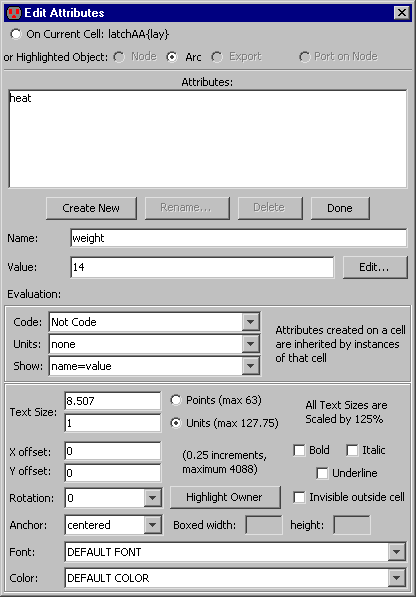 Edit Attributes
On Current Cell: latchAA{lay}
or Highlighted Object: Node Arc Export Port on Node
Attributes:
heat
Create New Rename... Delete Done
Name: weight
Value: 14 Edit...
Evaluation:
Code: Not Code
Units: none
Show: name=value
Attributes created on a cell
are inherited by instances
of that cell
Text Size: 8.507 Points (max 63)
1 Units (max 127.75)
All Text Sizes are
Scaled by 125%
X offset: 0
Y offset: 0
(0.25 increments,
maximum 4088)
Bold Italic
Underline
Rotation: 0 Highlight Owner Invisible outside cell
Anchor: centered Boxed width: height:
Font: DEFAULT FONT
Color: DEFAULT COLOR